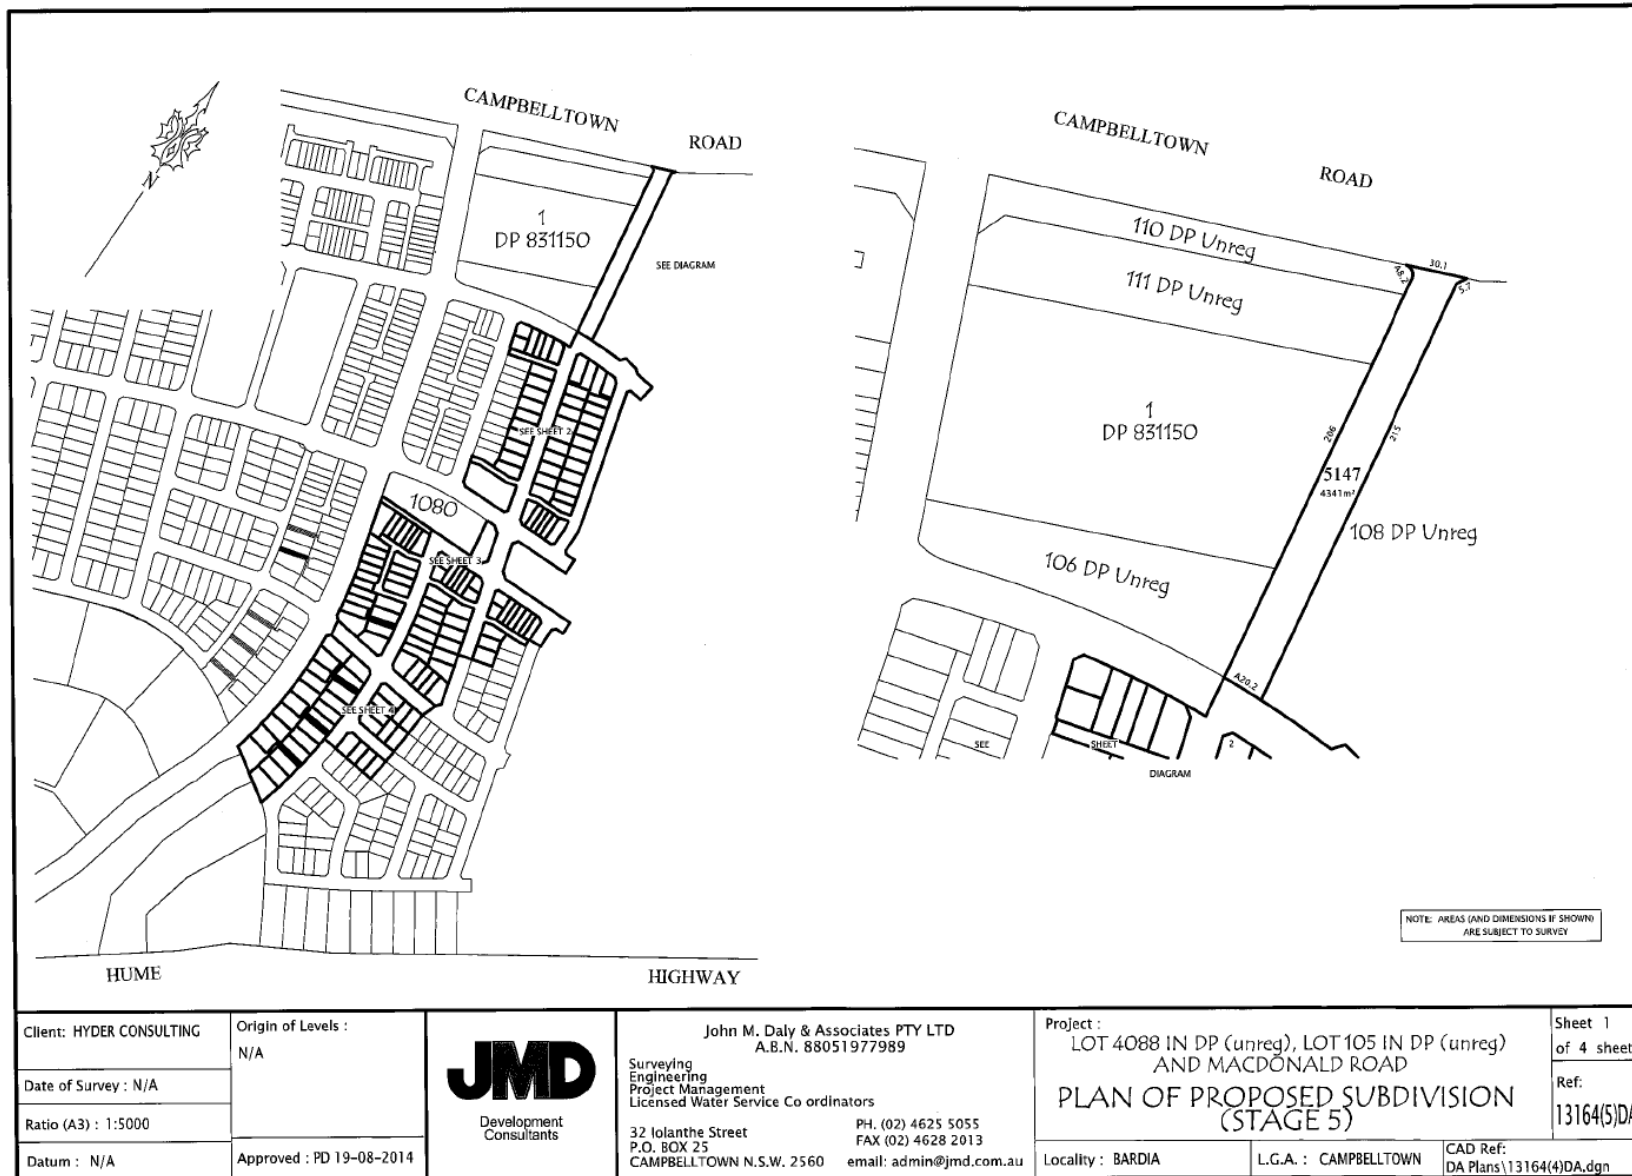 CAMPBELLTOWN
ROAD
N
1
DP 831150
SEE DIAGRAM
SEE SHEET 2
1080
SEE SHEET 3
SEE SHEET 4
HUME
HIGHWAY
CAMPBELLTOWN
ROAD
110 DP Unreg
30.1
A8.2
5.7
111 DP Unreg
1
DP 831150
206
215
5147
4341m²
108 DP Unreg
106 DP Unreg
A20.2
SEE
SHEET
2
DIAGRAM
NOTE: AREAS (AND DIMENSIONS IF SHOWN)
ARE SUBJECT TO SURVEY
Client: HYDER CONSULTING
Date of Survey : N/A
Ratio (A3) : 1:5000
Datum : N/A
Origin of Levels :
N/A
Approved : PD 19-08-2014
JMD
Development
Consultants
John M. Daly & Associates PTY LTD
A.B.N. 88051977989
Surveying
Engineering
Project Management
Licensed Water Service Co ordinators
32 Iolanthe Street
P.O. BOX 25
CAMPBELLTOWN N.S.W. 2560
PH. (02) 4625 5055
FAX (02) 4628 2013
email: admin@jmd.com.au
Project :
LOT 4088 IN DP (unreg), LOT 105 IN DP (unreg)
AND MACDONALD ROAD
PLAN OF PROPOSED SUBDIVISION
(STAGE 5)
Locality : BARDIA
L.G.A. : CAMPBELLTOWN
Sheet 1
of 4 sheet
Ref:
13164(5)DA
CAD Ref:
DA Plans\13164(4)DA.dgn